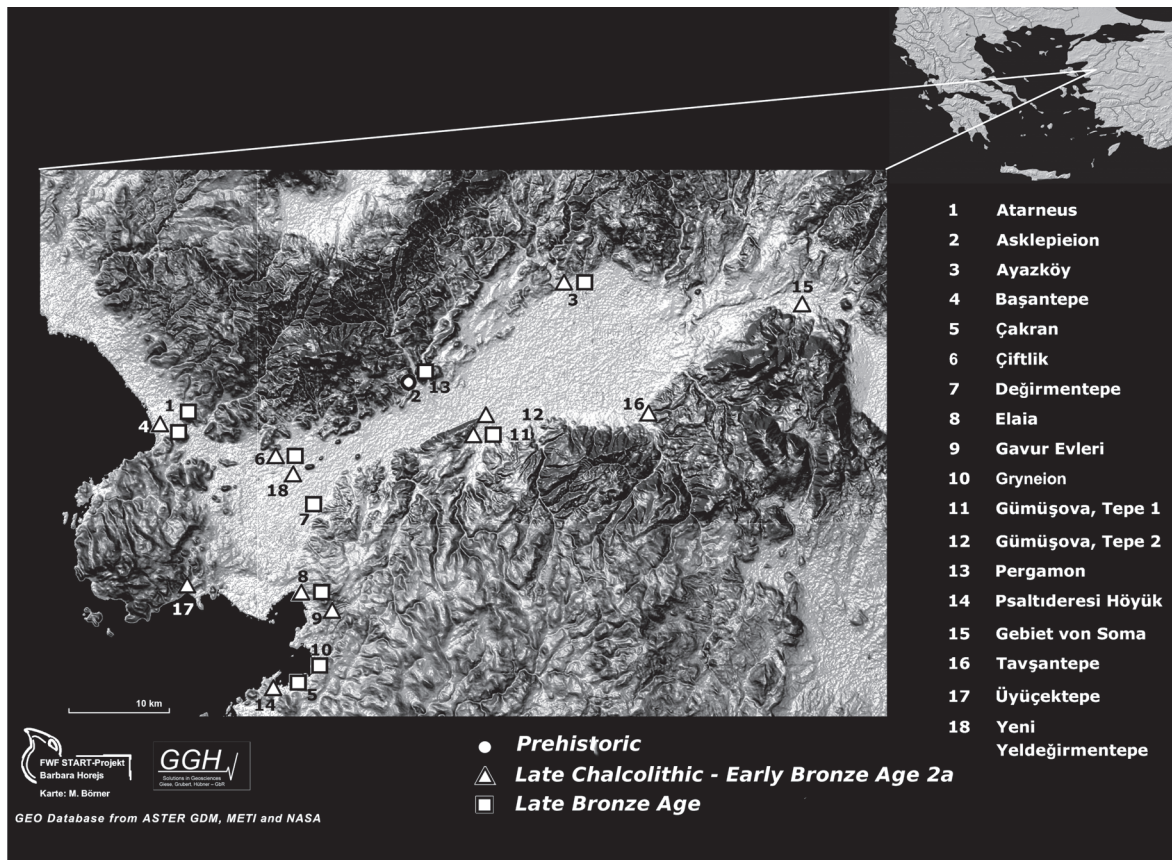 1 Atarneus
2 Asklepieion
3 Ayazköy
4 Başantepe
5 Çakran
6 Çiftlik
7 Değirmentepe
8 Elaia
9 Gavur Evleri
10 Gryneion
11 Gümüşova, Tepe 1
12 Gümüşova, Tepe 2
13 Pergamon
14 Psaltıderesi Höyük
15 Gebiet von Soma
16 Tavşantepe
17 Üyüçektepe
18 Yeni
Yeldeğirmentepe
3
15
13
2
1
4
12
16
11
6
18
7
8
17
9
10
5
14
10 km
FWF START-Projekt
Barbara Horejs
Karte: M. Börner
GGH
Solutions in Geosciences
Giese, Grubert, Hübner – GbR
GEO Database from ASTER GDM, METI and NASA
Prehistoric
Late Chalcolithic - Early Bronze Age 2a
Late Bronze Age